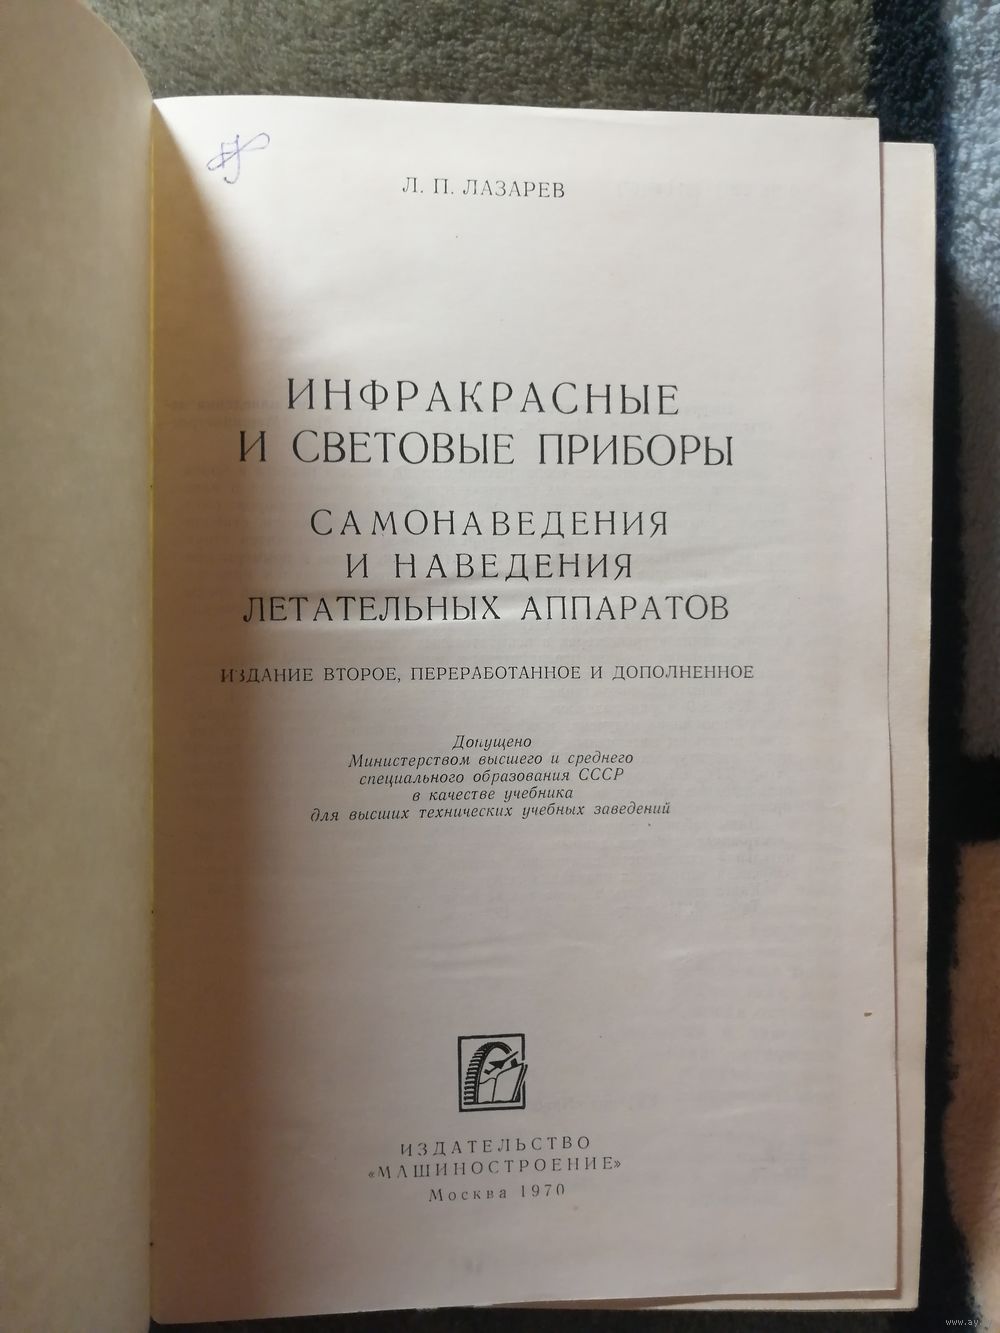 Л. П. ЛАЗАРЕВ
ИНФРАКРАСНЫЕ
И СВЕТОВЫЕ ПРИБОРЫ
САМОНАВЕДЕНИЯ
И НАВЕДЕНИЯ
ЛЕТАТЕЛЬНЫХ АППАРАТОВ
ИЗДАНИЕ ВТОРОЕ, ПЕРЕРАБОТАННОЕ И ДОПОЛНЕННОЕ
Допущено
Министерством высшего и среднего
специального образования СССР
в качестве учебника
для высших технических учебных заведений
ИЗДАТЕЛЬСТВО
«МАШИНОСТРОЕНИЕ»
Москва 1970